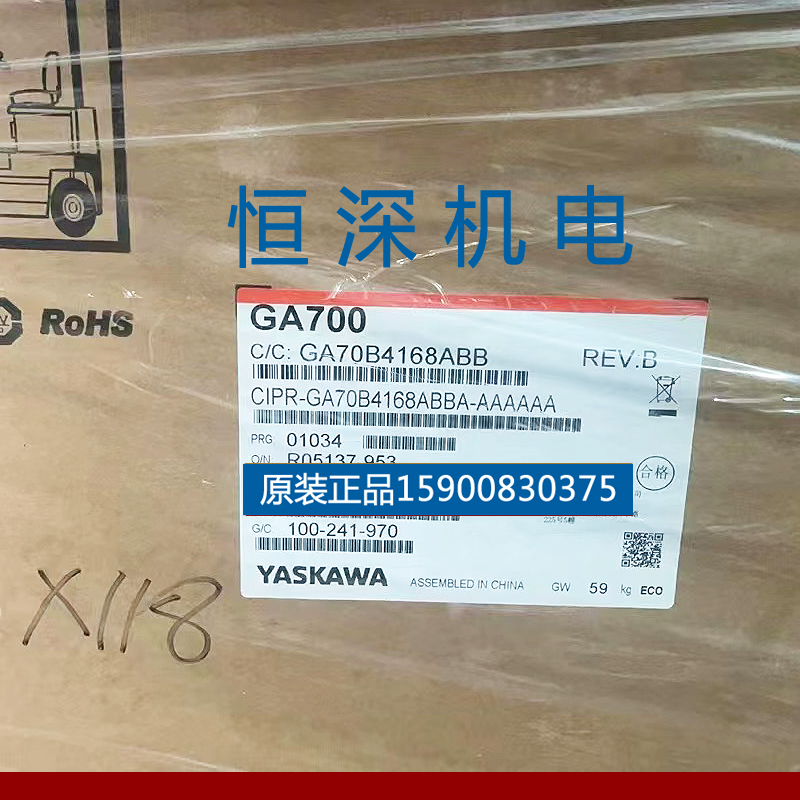 恒深机电
RoHS
GA700
C/C: GA70B4168ABB
REV.B
CIPR-GA70B4168ABBA-AAAAAA
PRG 01034
O/N R05137-953
合格
原装正品15900830375
G/C 100-241-970
YASKAWA
ASSEMBLED IN CHINA
GW 59 kg ECO
X118